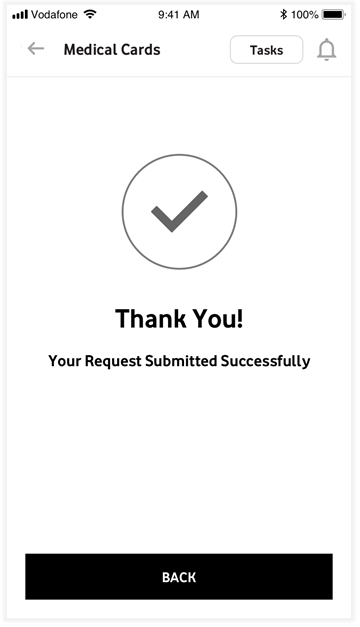 Vodafone 9:41 AM 100%
Medical Cards Tasks
Thank You!
Your Request Submitted Successfully
BACK